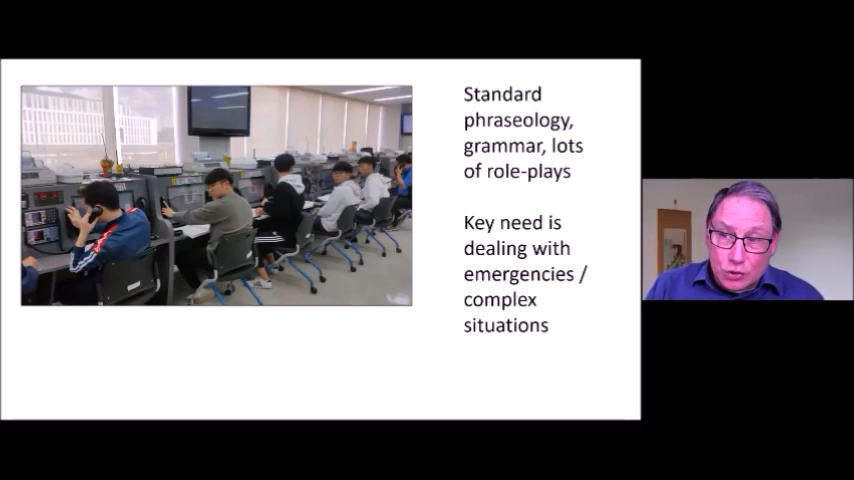 Standard
phraseology,
grammar, lots
of role-plays
Key need is
dealing with
emergencies /
complex
situations